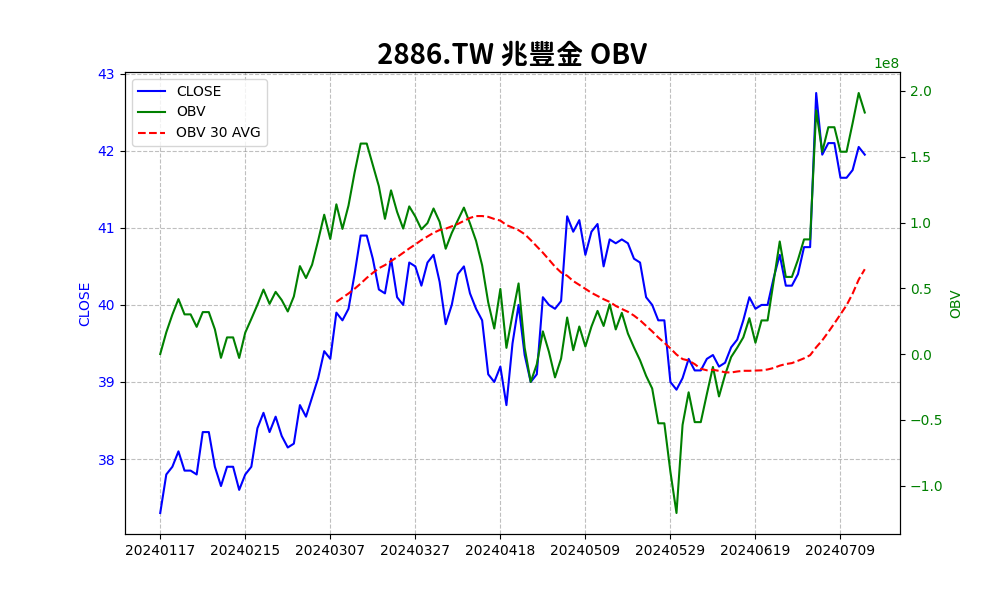 2886.TW 兆豐金 OBV
1e8
CLOSE
OBV
OBV 30 AVG
43
42
41
40
39
38
CLOSE
2.0
1.5
1.0
0.5
0.0
−0.5
−1.0
OBV
20240117 20240215 20240307 20240327 20240418 20240509 20240529 20240619 20240709